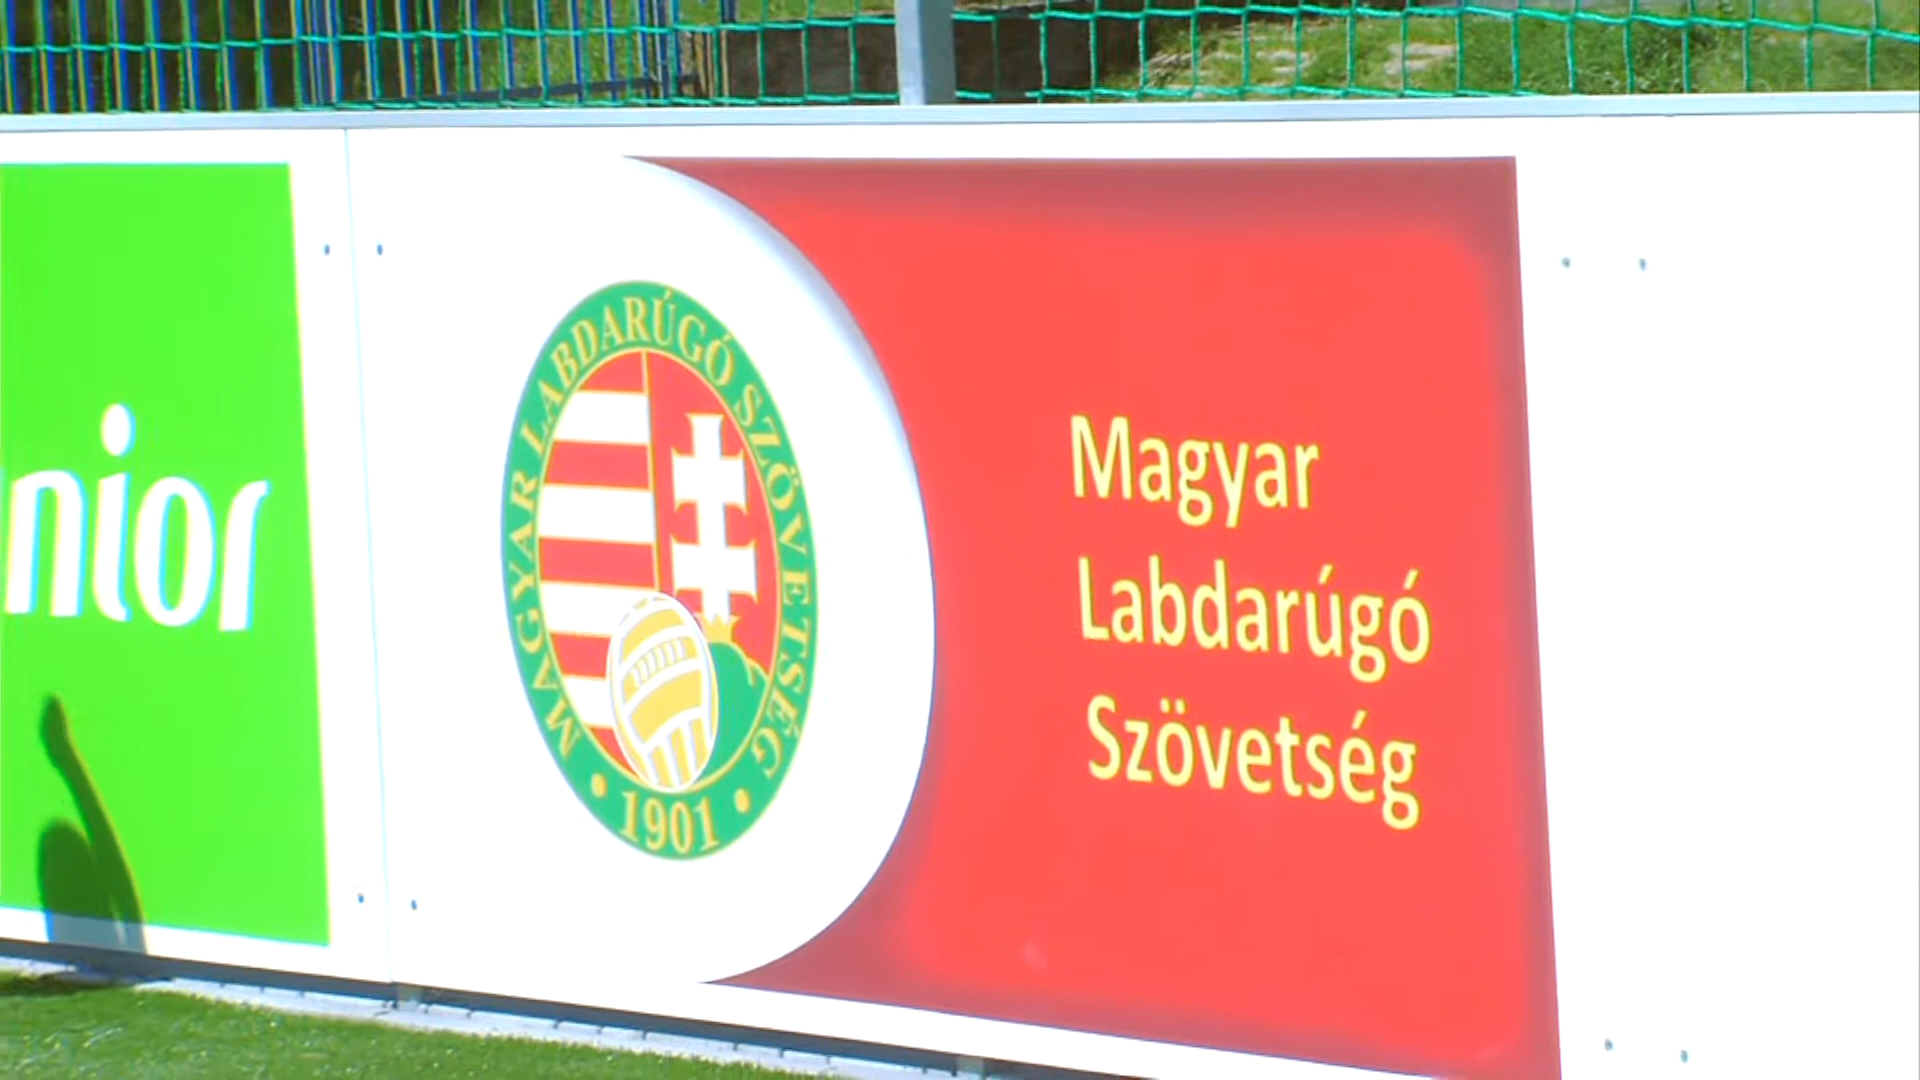 nior
MAGYAR LABDARÚGÓ SZÖVETSÉG
• 1901 •
Magyar
Labdarúgó
Szövetség